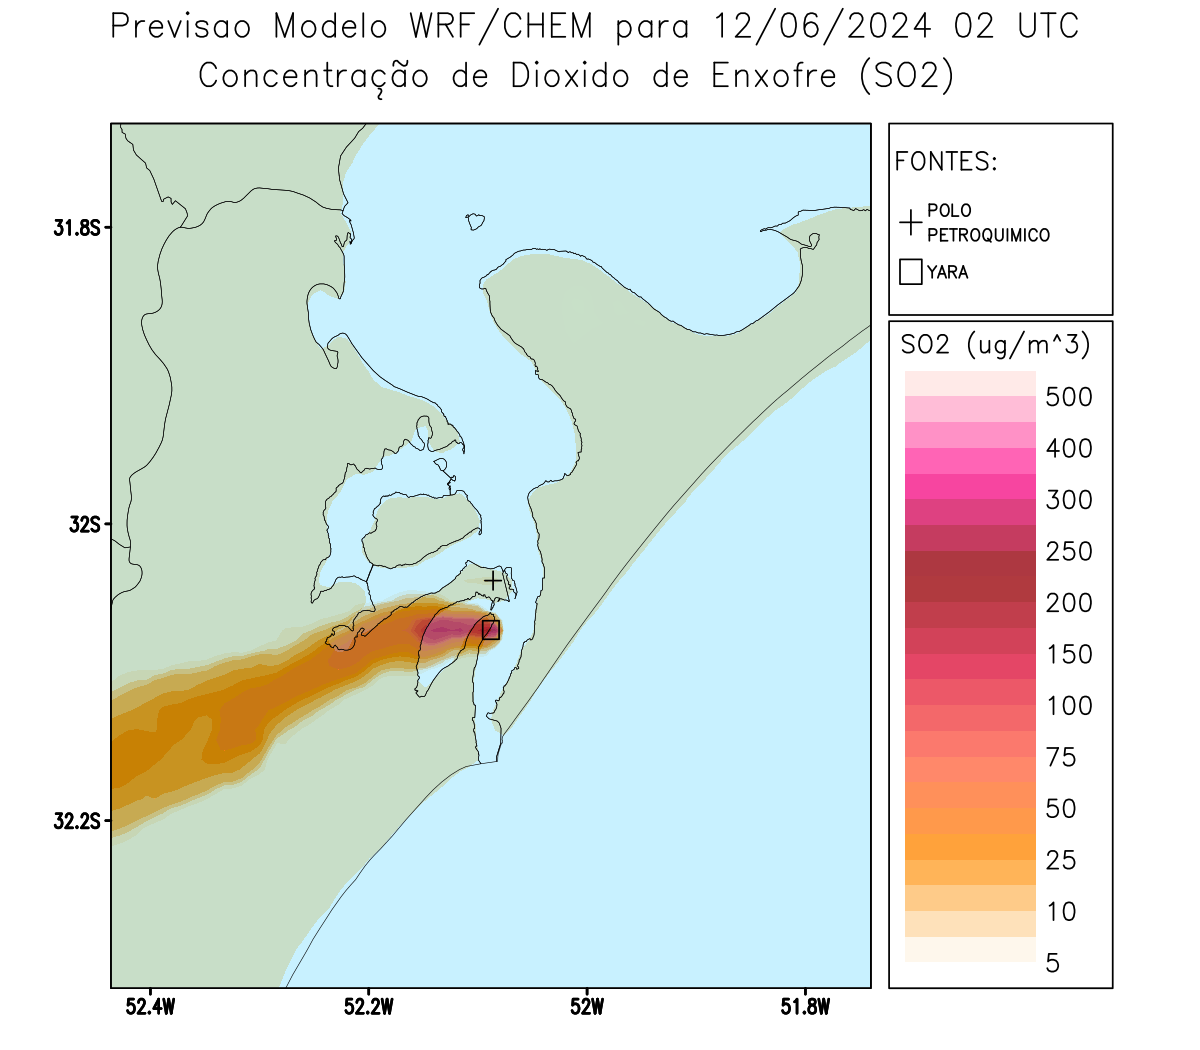 Previsao Modelo WRF/CHEM para 12/06/2024 02 UTC
Concentração de Dioxido de Enxofre (SO2)
FONTES:
POLO
PETROQUIMICO
YARA
SO2 (ug/m^3)
500
400
300
250
200
150
100
75
50
25
10
5
31.8S
32S
32.2S
52.4W
52.2W
52W
51.8W